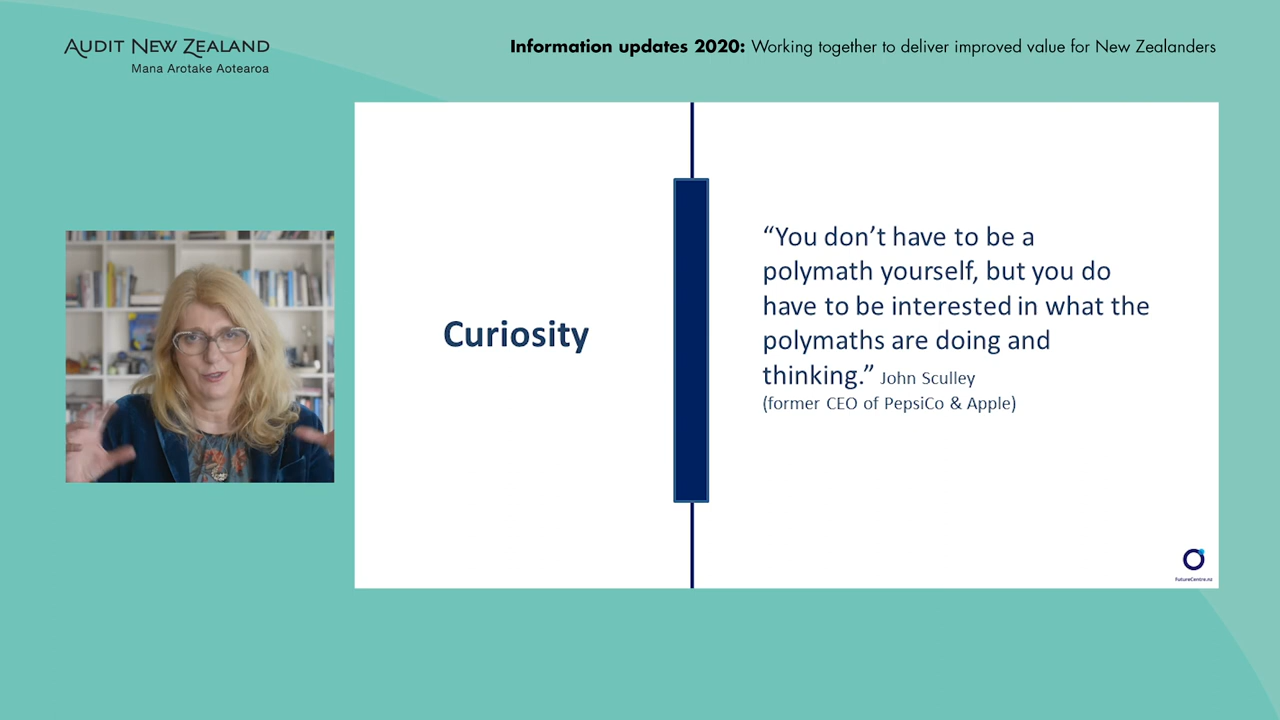 AUDIT NEW ZEALAND
Mana Arotake Aotearoa
Information updates 2020: Working together to deliver improved value for New Zealanders
Curiosity
“You don’t have to be a
polymath yourself, but you do
have to be interested in what the
polymaths are doing and
thinking.” John Sculley
(former CEO of PepsiCo & Apple)
FutureCentre.nz